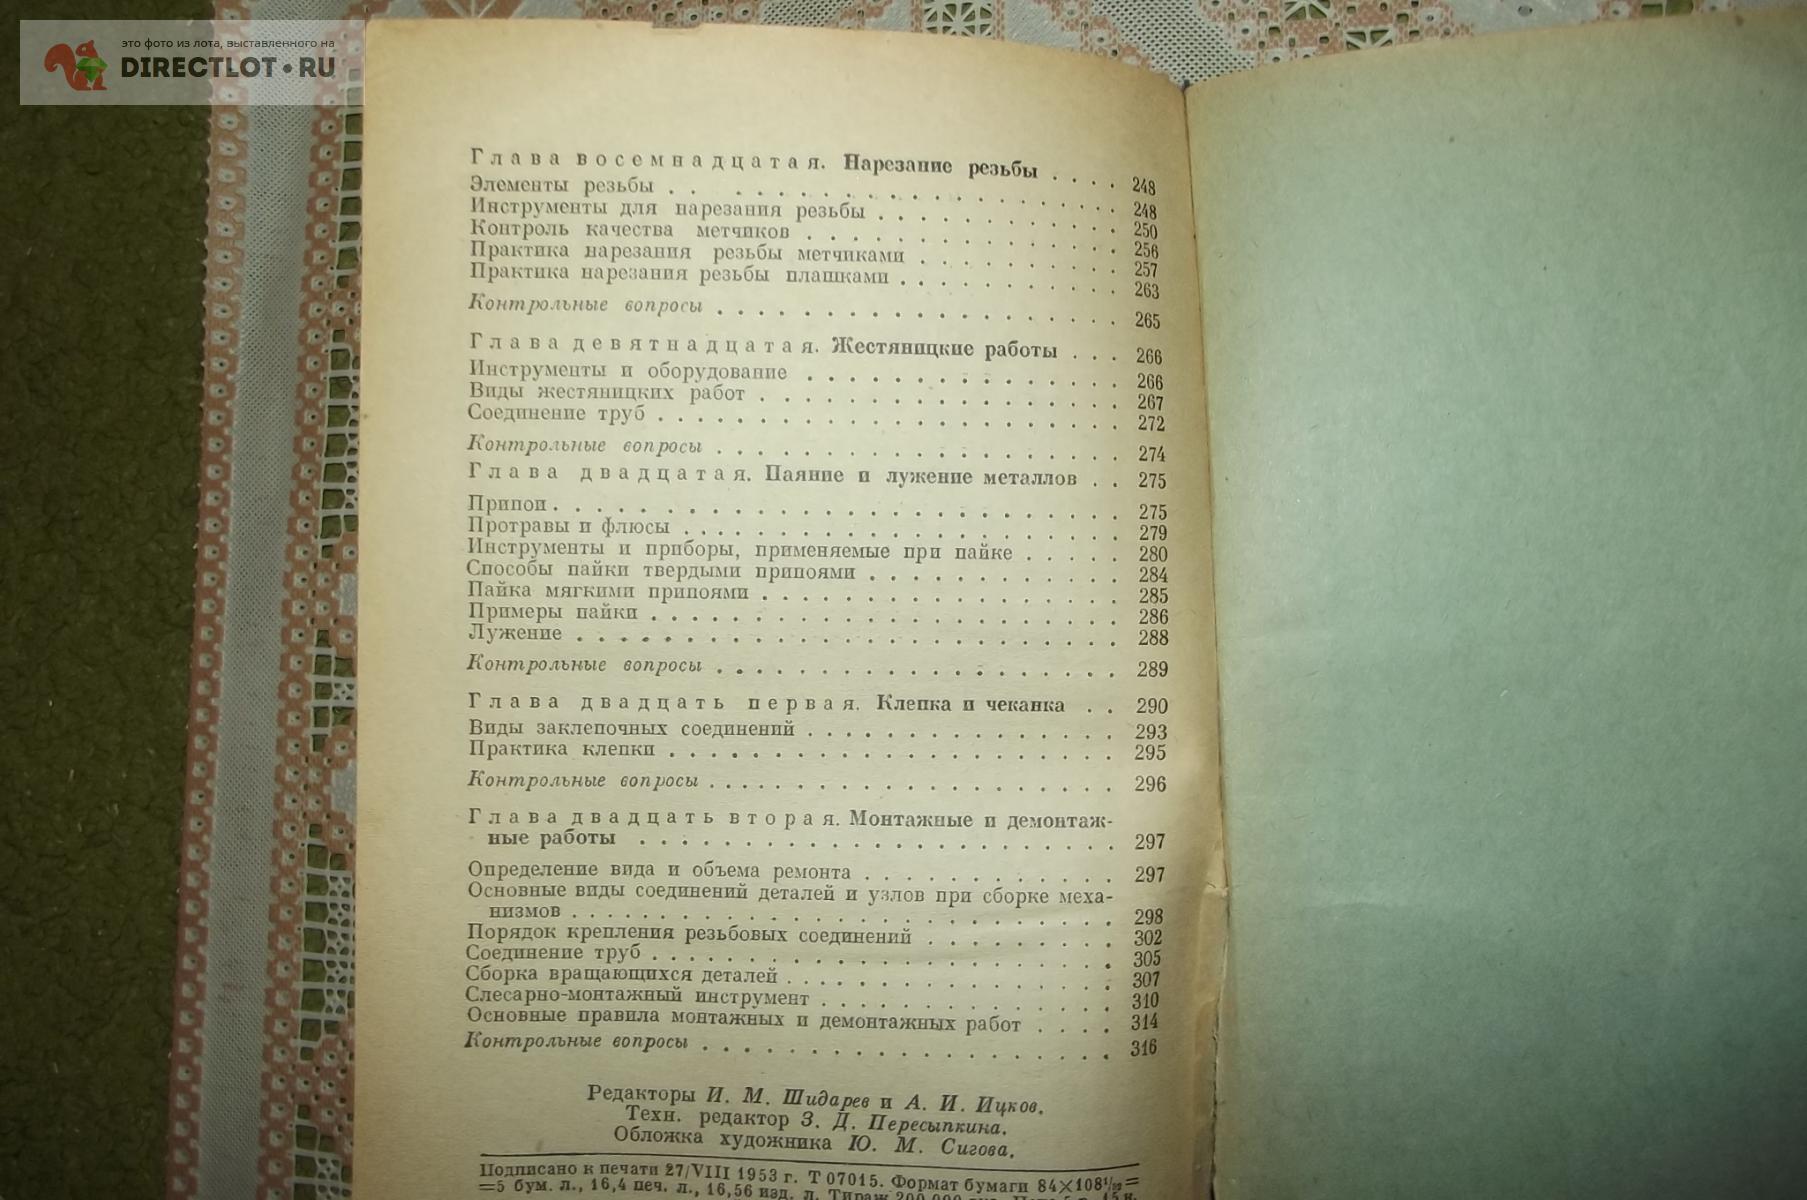 это фото из лота, выставленного на
DIRECTLOT•RU
Глава восемнадцатая. Нарезание резьбы . . . . 248
Элементы резьбы . . . . . . . . . . . . . 248
Инструменты для нарезания резьбы . . . . . . . . . . 250
Контроль качества метчиков . . . . . . . . . . . . . 256
Практика нарезания резьбы метчиками . . . . . . . . 257
Практика нарезания резьбы плашками . . . . . . . . . 263
Контрольные вопросы . . . . . . . . . . . . . . . . 265
Глава девятнадцатая. Жестяницкие работы . . . 266
Инструменты и оборудование . . . . . . . . . . . . . 266
Виды жестяницких работ . . . . . . . . . . . . . . . 267
Соединение труб . . . . . . . . . . . . . . . . . . 272
Контрольные вопросы . . . . . . . . . . . . . . . . 274
Глава двадцатая. Паяние и лужение металлов . . 275
Припои . . . . . . . . . . . . . . . . . . . . . . 275
Протравы и флюсы . . . . . . . . . . . . . . . . . 279
Инструменты и приборы, применяемые при пайке . . . . . 280
Способы пайки твердыми припоями . . . . . . . . . . 284
Пайка мягкими припоями . . . . . . . . . . . . . . . 285
Примеры пайки . . . . . . . . . . . . . . . . . . . 286
Лужение . . . . . . . . . . . . . . . . . . . . . . 288
Контрольные вопросы . . . . . . . . . . . . . . . . 289
Глава двадцать первая. Клепка и чеканка . . 290
Виды заклепочных соединений . . . . . . . . . . . . . 293
Практика клепки . . . . . . . . . . . . . . . . . . 295
Контрольные вопросы . . . . . . . . . . . . . . . . 296
Глава двадцать вторая. Монтажные и демонтаж-
ные работы . . . . . . . . . . . . . . . . . . . 297
Определение вида и объема ремонта . . . . . . . . . . 297
Основные виды соединений деталей и узлов при сборке меха-
низмов . . . . . . . . . . . . . . . . . . . . . 298
Порядок крепления резьбовых соединений . . . . . . . . 302
Соединение труб . . . . . . . . . . . . . . . . . . 305
Сборка вращающихся деталей . . . . . . . . . . . . . 307
Слесарно-монтажный инструмент . . . . . . . . . . . . 310
Основные правила монтажных и демонтажных работ . . . . 314
Контрольные вопросы . . . . . . . . . . . . . . . . 316
Редакторы И. М. Шидарев и А. И. Ицков.
Техн. редактор З. Д. Пересыпкина.
Обложка художника Ю. М. Сигова.
Подписано к печати 27/VIII 1953 г. Т 07015. Формат бумаги 84×108¹/₃₂=
=5 бум. л., 16,4 печ. л., 16,56 изд. л. Тираж 200 000